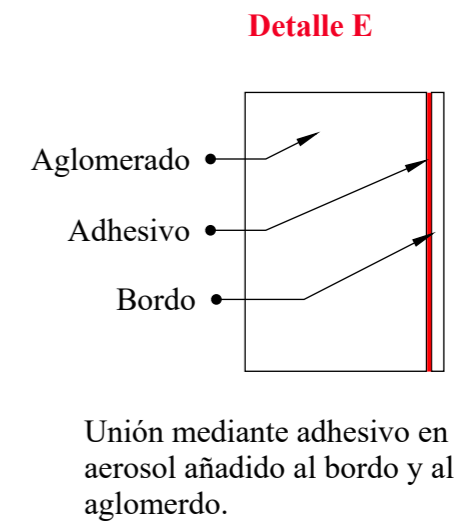 Detalle E
Aglomerado
Adhesivo
Bordo
Unión mediante adhesivo en
aerosol añadido al bordo y al
aglomerdo.